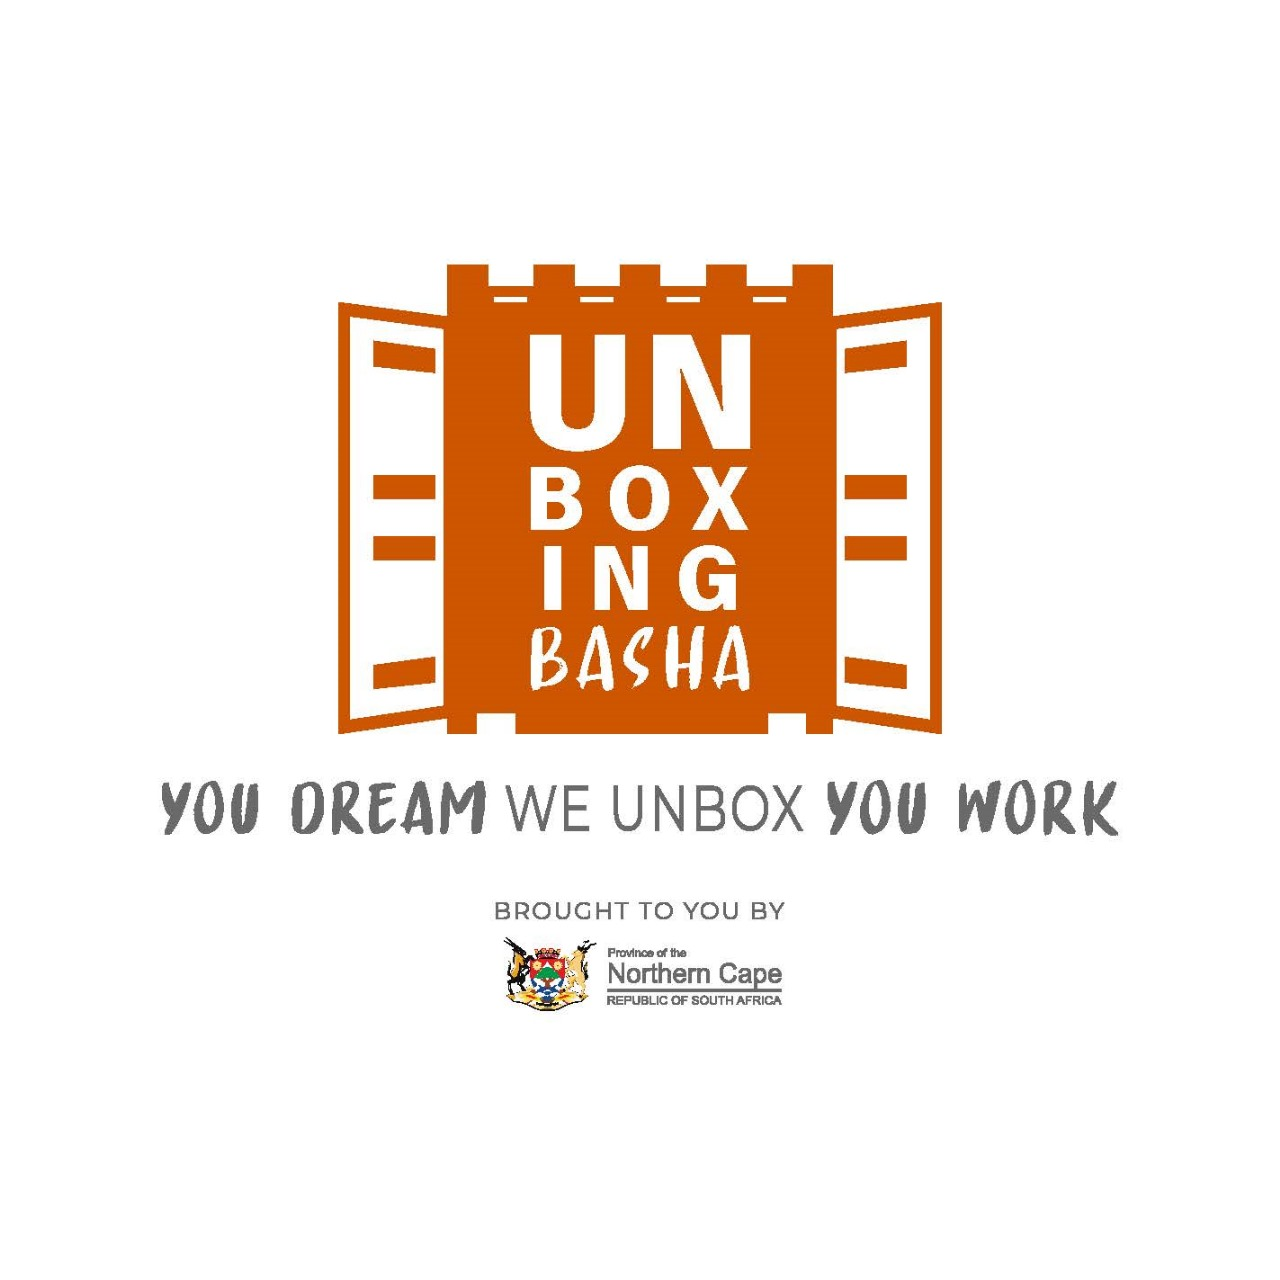 UN
BOX
ING
BASHA
YOU DREAM WE UNBOX YOU WORK
BROUGHT TO YOU BY
Province of the
Northern Cape
REPUBLIC OF SOUTH AFRICA